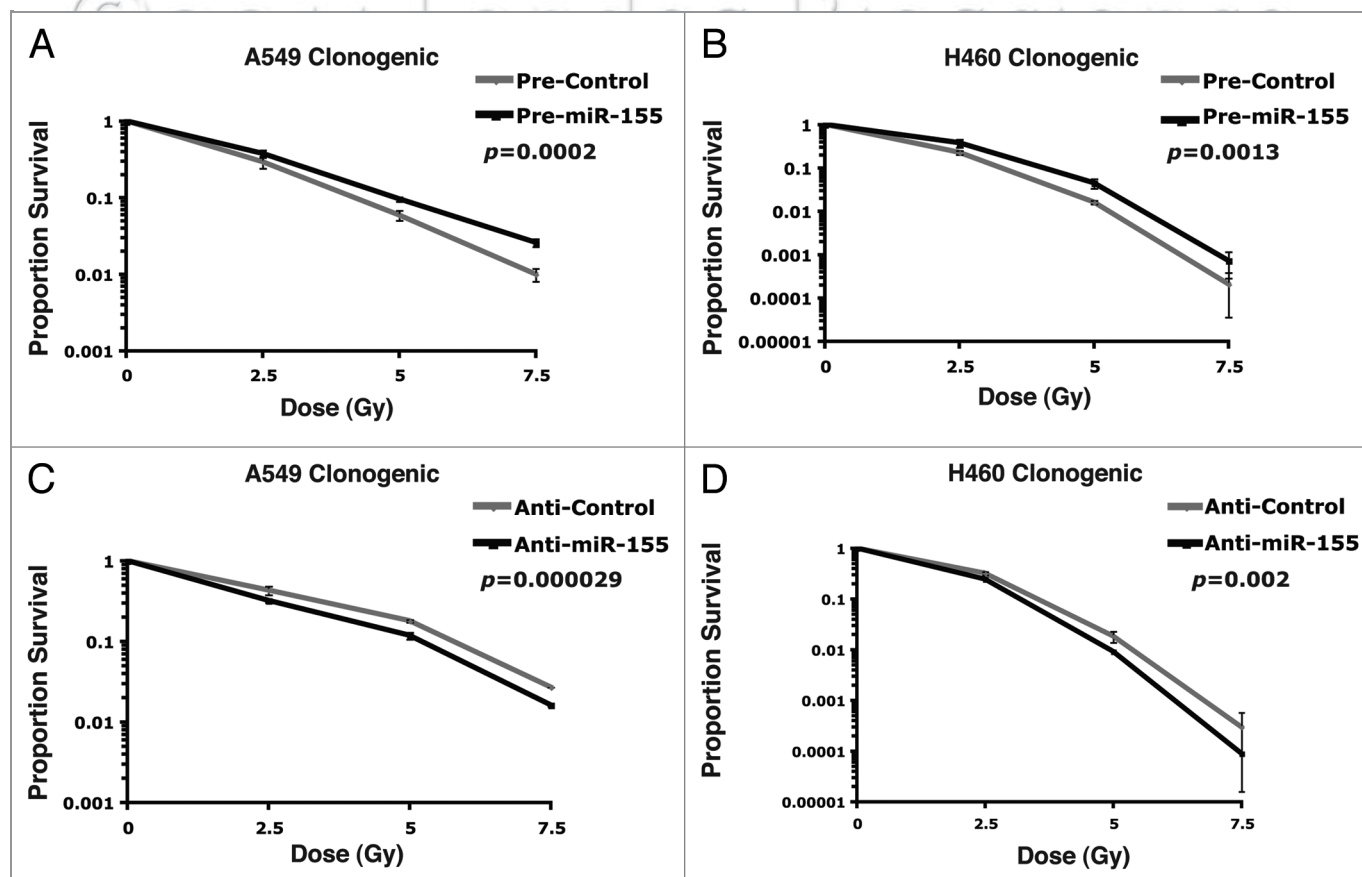 A
A549 Clonogenic
Pre-Control
Pre-miR-155
p=0.0002
Proportion Survival
1
0.1
0.01
0.001
0
2.5
5
7.5
Dose (Gy)
B
H460 Clonogenic
Pre-Control
Pre-miR-155
p=0.0013
Proportion Survival
1
0.1
0.01
0.001
0.0001
0.00001
0
2.5
5
7.5
Dose (Gy)
C
A549 Clonogenic
Anti-Control
Anti-miR-155
p=0.000029
Proportion Survival
1
0.1
0.01
0.001
0
2.5
5
7.5
Dose (Gy)
D
H460 Clonogenic
Anti-Control
Anti-miR-155
p=0.002
Proportion Survival
1
0.1
0.01
0.001
0.0001
0.00001
0
2.5
5
7.5
Dose (Gy)